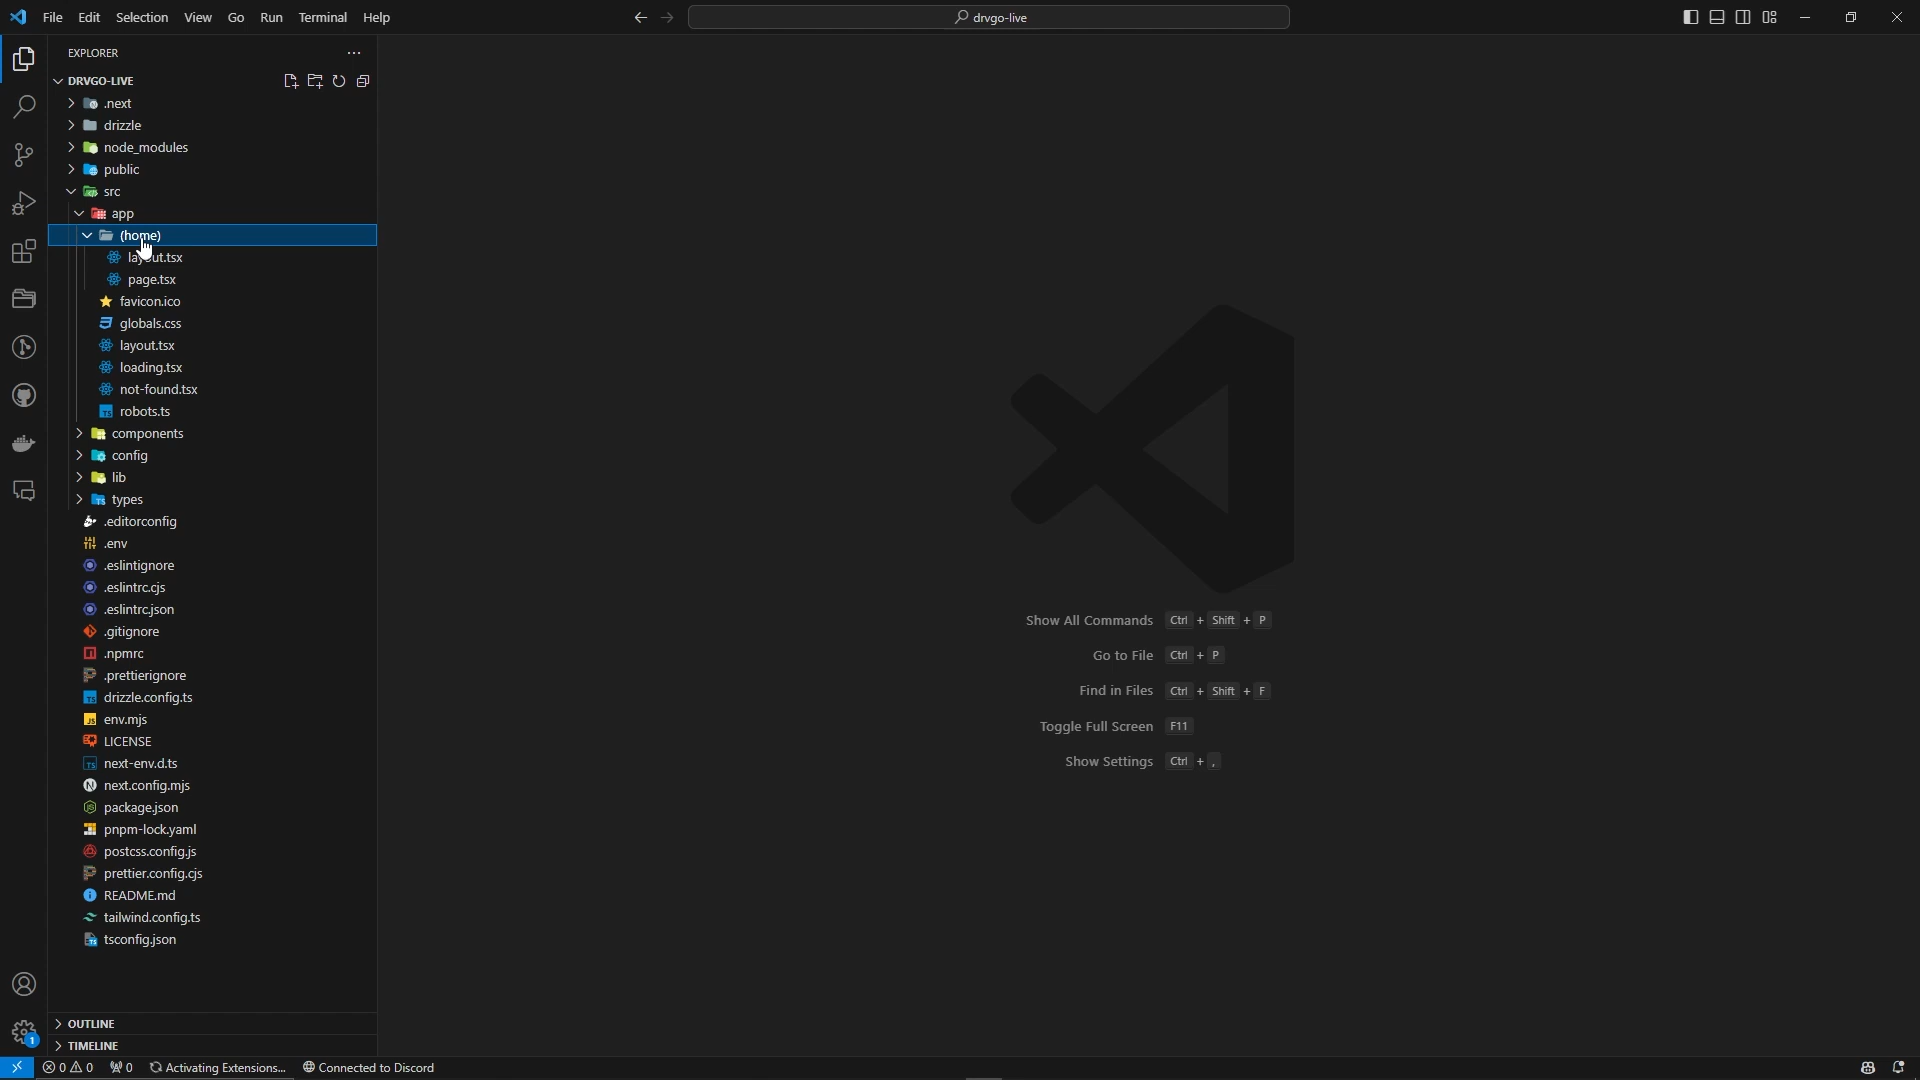 File Edit Selection View Go Run Terminal Help
drvgo-live
EXPLORER
DRVGO-LIVE
.next
drizzle
node_modules
public
src
app
(home)
layout.tsx
page.tsx
favicon.ico
globals.css
layout.tsx
loading.tsx
not-found.tsx
robots.ts
components
config
lib
types
.editorconfig
.env
.eslintignore
.eslintrc.cjs
.eslintrc.json
.gitignore
.npmrc
.prettierignore
drizzle.config.ts
env.mjs
LICENSE
next-env.d.ts
next.config.mjs
package.json
pnpm-lock.yaml
postcss.config.js
prettier.config.cjs
README.md
tailwind.config.ts
tsconfig.json
OUTLINE
TIMELINE
Show All Commands Ctrl + Shift + P
Go to File Ctrl + P
Find in Files Ctrl + Shift + F
Toggle Full Screen F11
Show Settings Ctrl + ,
1
0 0 0 Activating Extensions... Connected to Discord